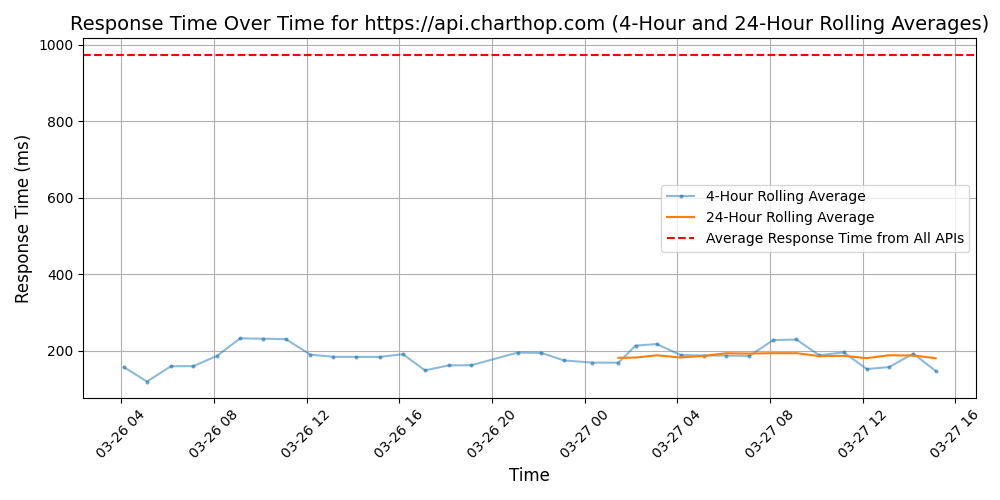 Response Time Over Time for https://api.charthop.com (4-Hour and 24-Hour Rolling Averages)
Response Time (ms)
1000
800
600
400
200
4-Hour Rolling Average
24-Hour Rolling Average
Average Response Time from All APIs
03-26 04
03-26 08
03-26 12
03-26 16
03-26 20
03-27 00
03-27 04
03-27 08
03-27 12
03-27 16
Time